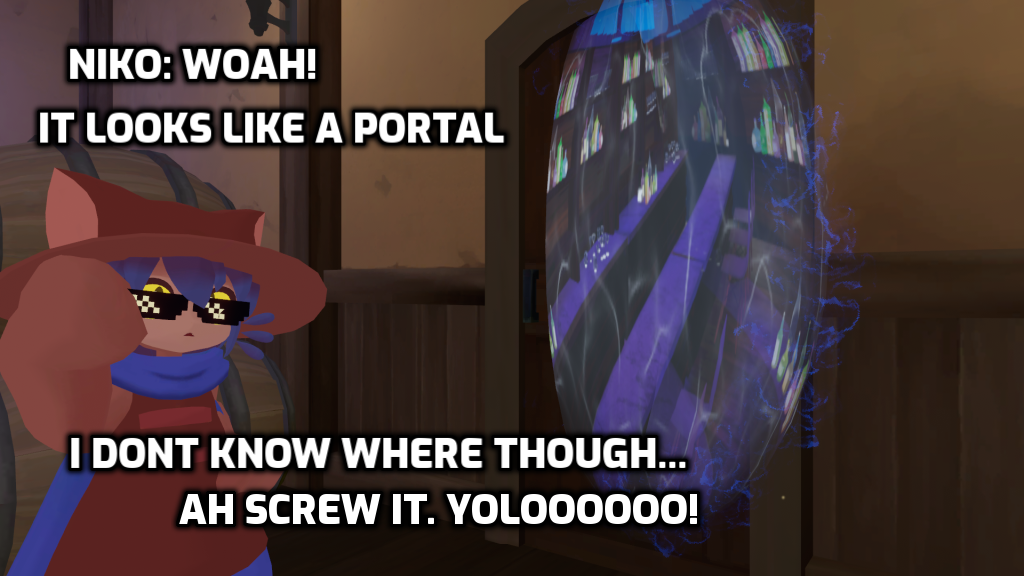 NIKO: WOAH!
IT LOOKS LIKE A PORTAL
I DONT KNOW WHERE THOUGH...
AH SCREW IT. YOLOOOOOO!